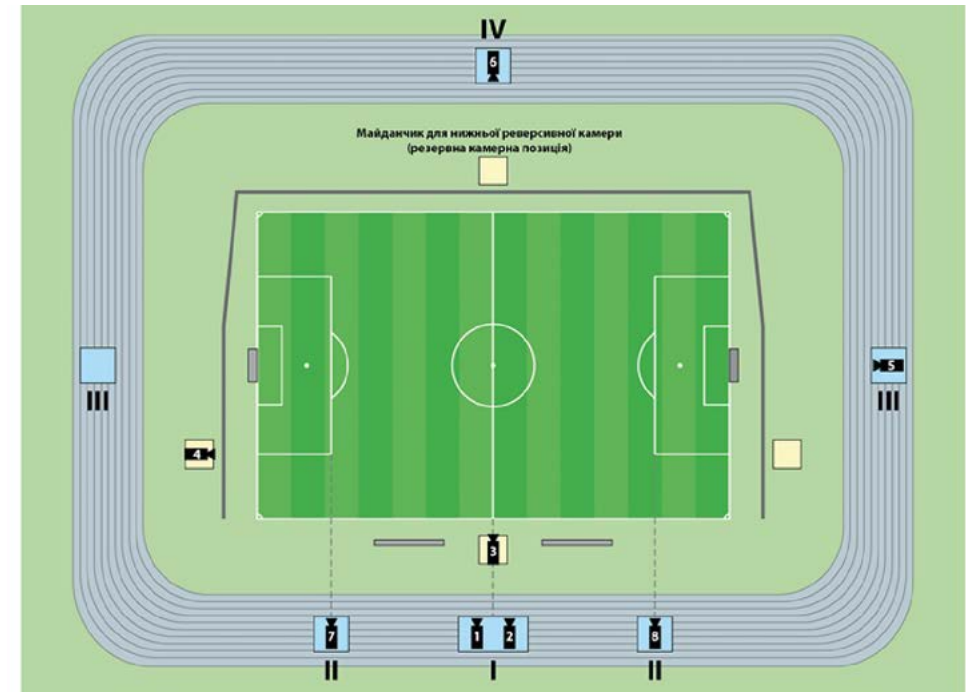 IV
6
Майданчик для нижньої реверсивної камери
(резервна камерна позиція)
5
III
III
4
3
7
1
2
8
II
I
II